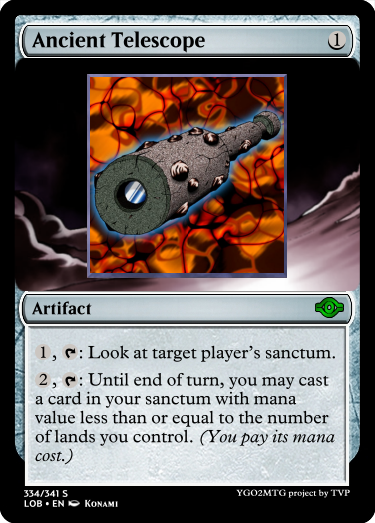 Ancient Telescope 1
Artifact
1 , : Look at target player's sanctum.
2 , : Until end of turn, you may cast
a card in your sanctum with mana
value less than or equal to the number
of lands you control. (You pay its mana
cost.)
334/341 S
LOB • EN Konami
YGO2MTG project by TVP